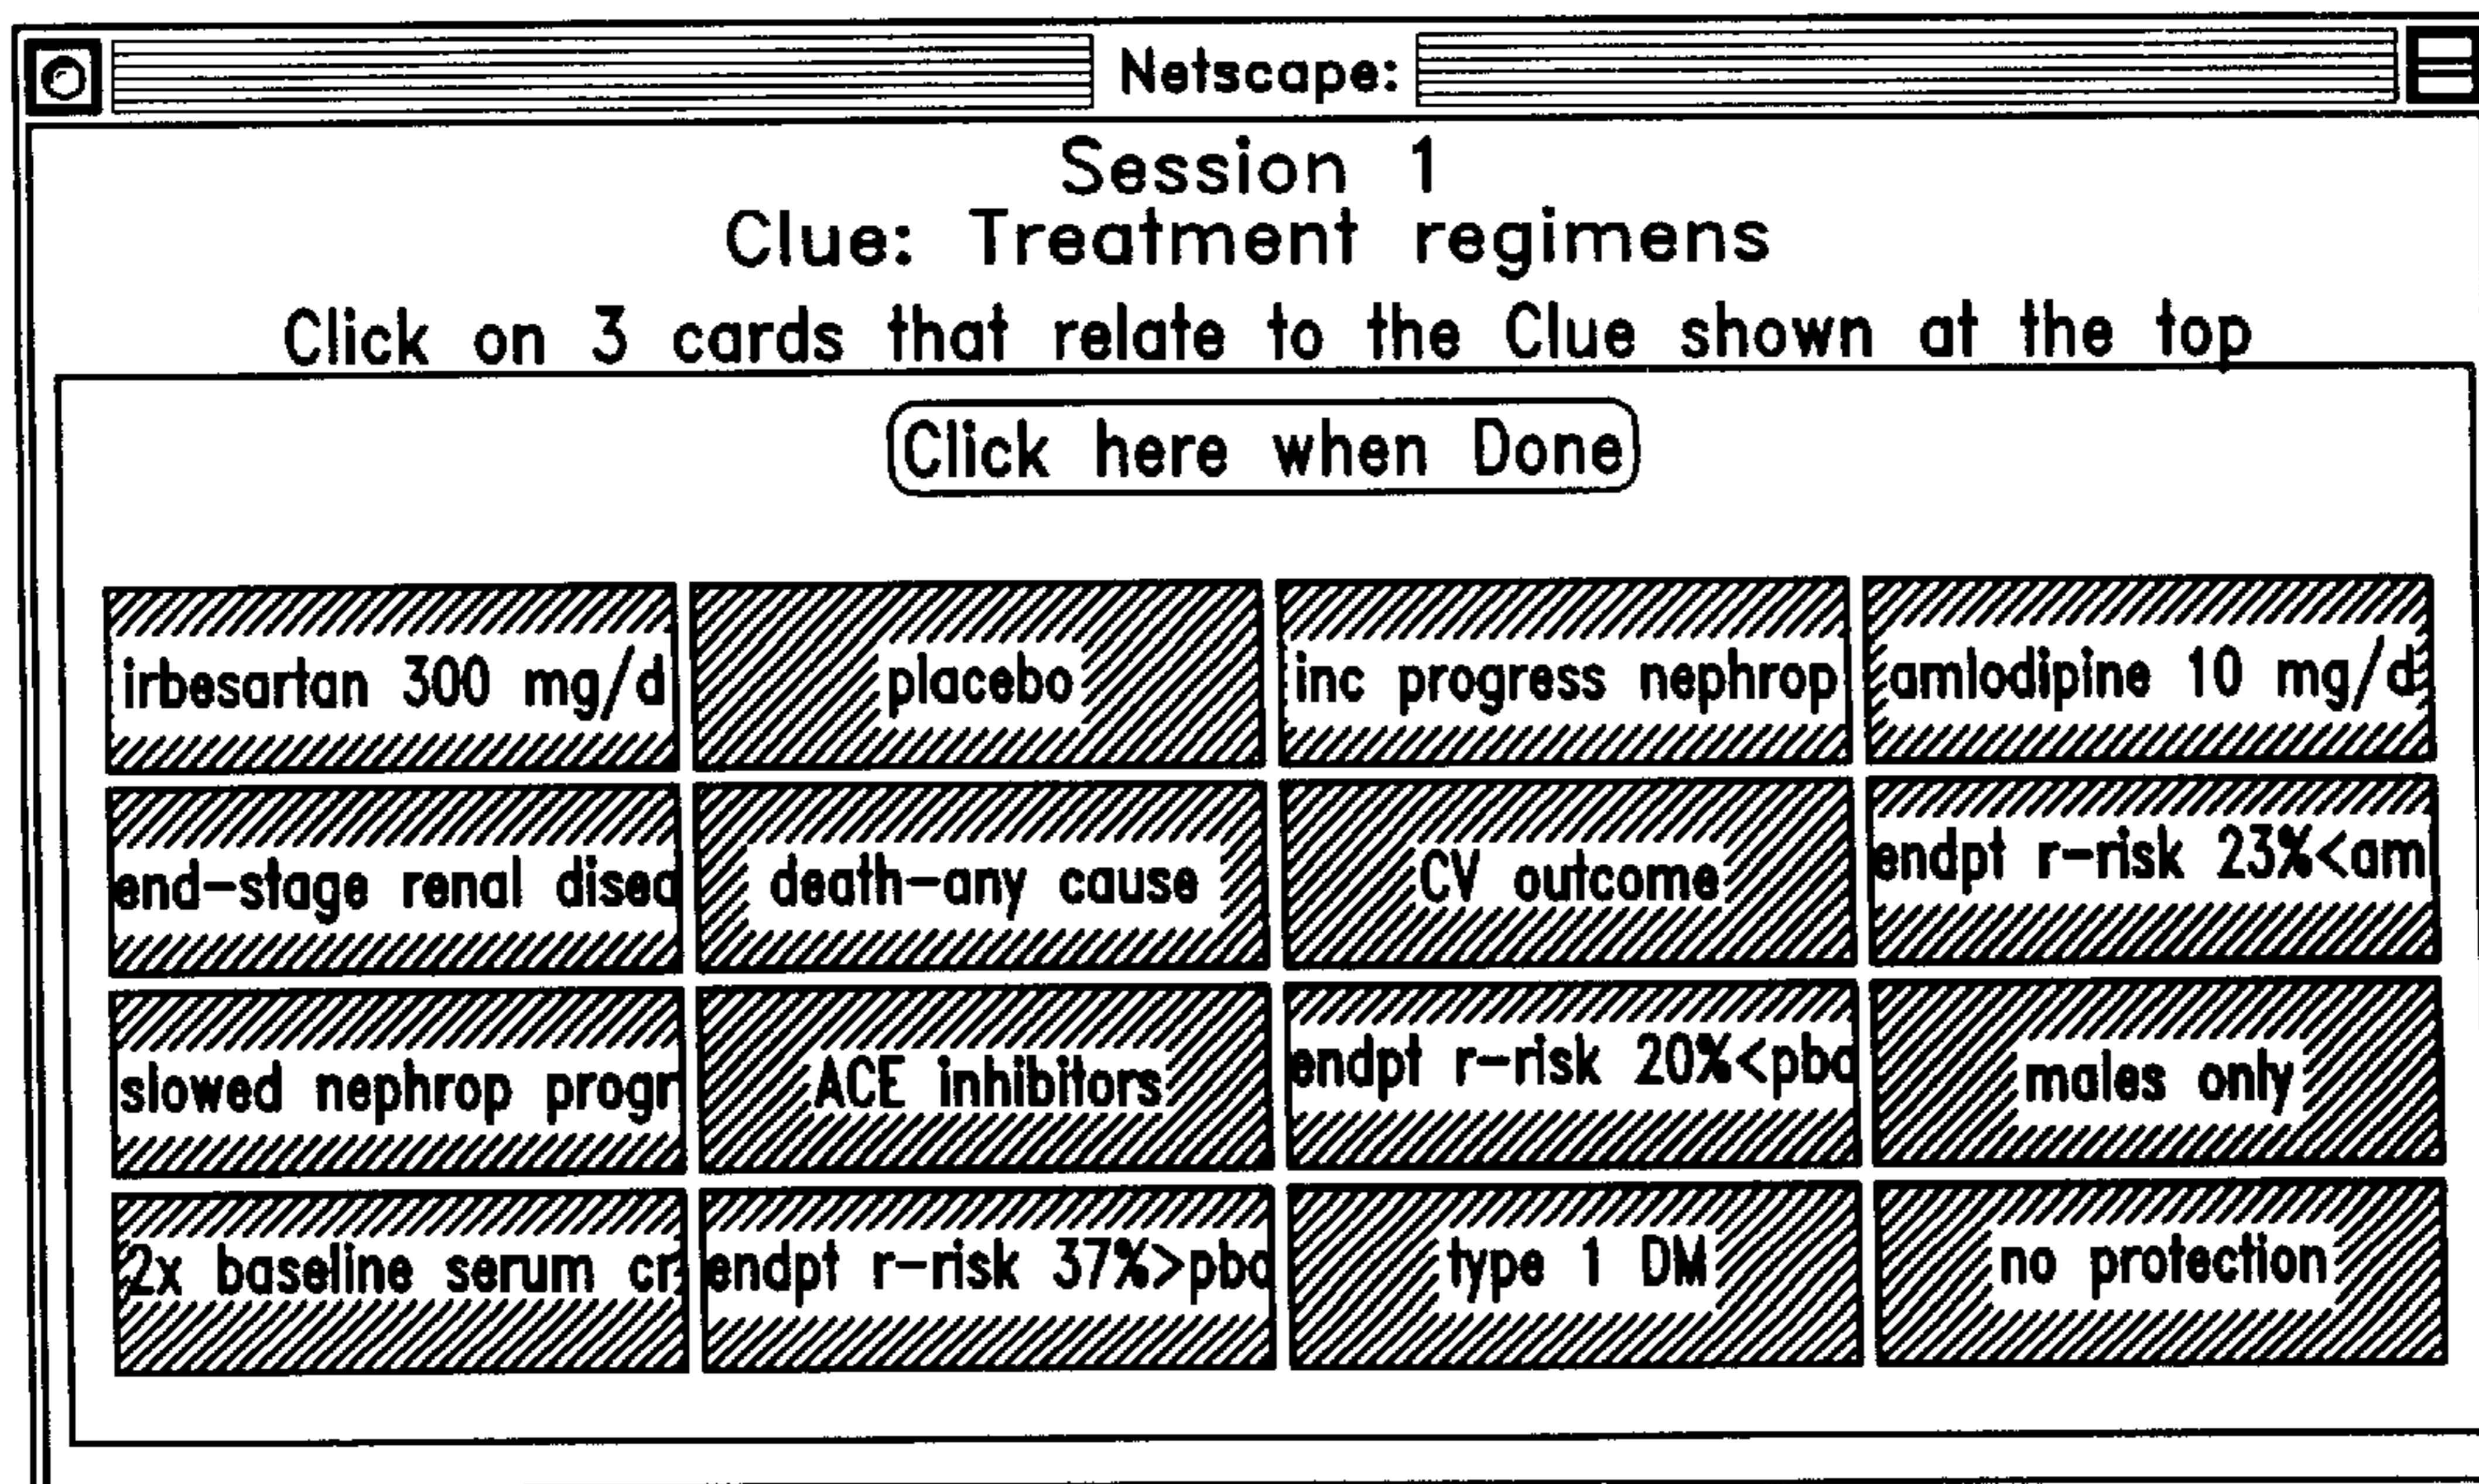 Netscape:
Session 1
Clue: Treatment regimens
Click on 3 cards that relate to the Clue shown at the top
Click here when Done
irbesartan 300 mg/d
placebo
inc progress nephrop
amlodipine 10 mg/d
end-stage renal disea
death-any cause
CV outcome
endpt r-risk 23%<am
slowed nephrop progr
ACE inhibitors
endpt r-risk 20%<pbo
males only
2x baseline serum cr
endpt r-risk 37%>pbo
type 1 DM
no protection